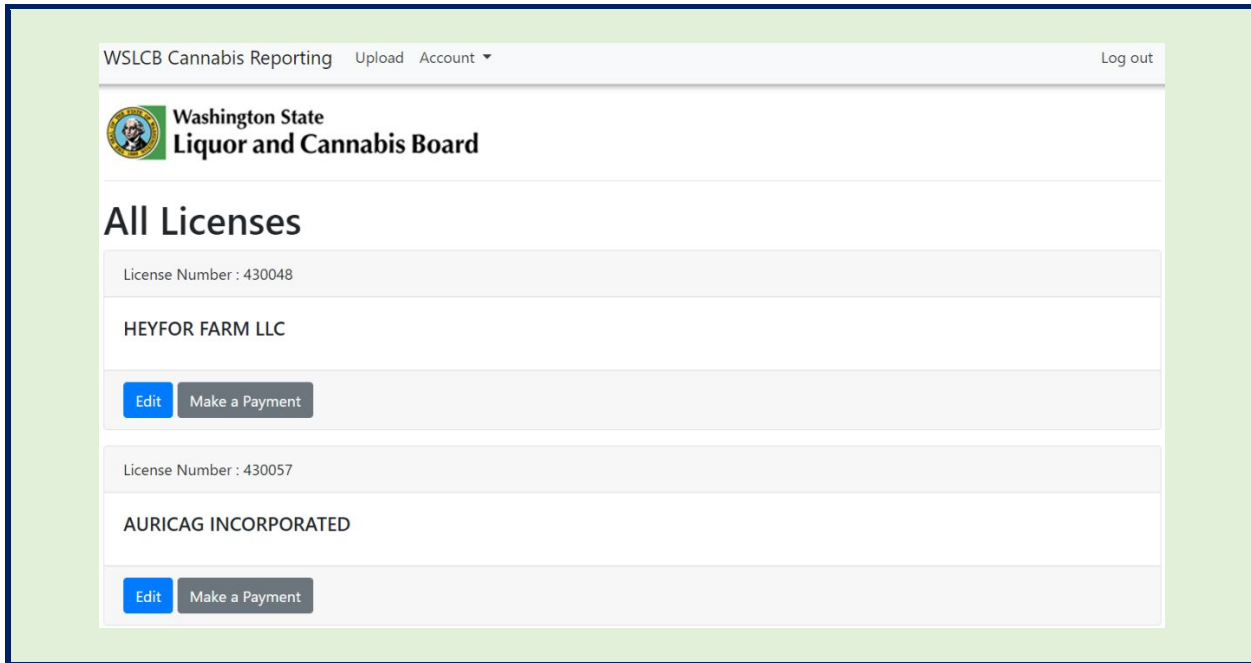 WSLCB Cannabis Reporting Upload Account Log out
Washington State
Liquor and Cannabis Board
All Licenses
License Number : 430048
HEYFOR FARM LLC
Edit Make a Payment
License Number : 430057
AURICAG INCORPORATED
Edit Make a Payment